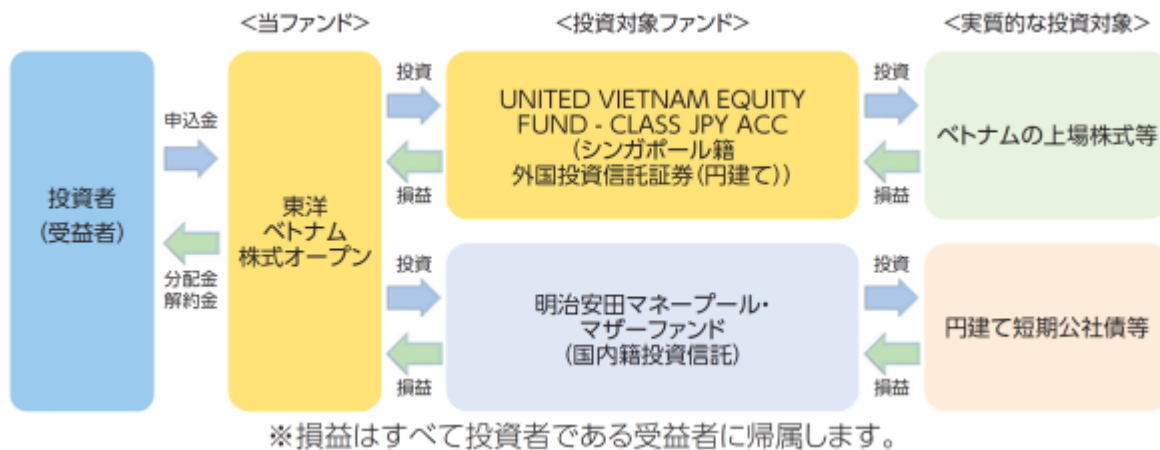 <当ファンド>
<投資対象ファンド>
<実質的な投資対象>
投資者
(受益者)
申込金
分配金
解約金
東洋
ベトナム
株式オープン
投資
損益
UNITED VIETNAM EQUITY
FUND - CLASS JPY ACC
(シンガポール籍
外国投資信託証券(円建て))
投資
損益
ベトナムの上場株式等
投資
損益
明治安田マネープール・
マザーファンド
(国内籍投資信託)
投資
損益
円建て短期公社債等
※損益はすべて投資者である受益者に帰属します。